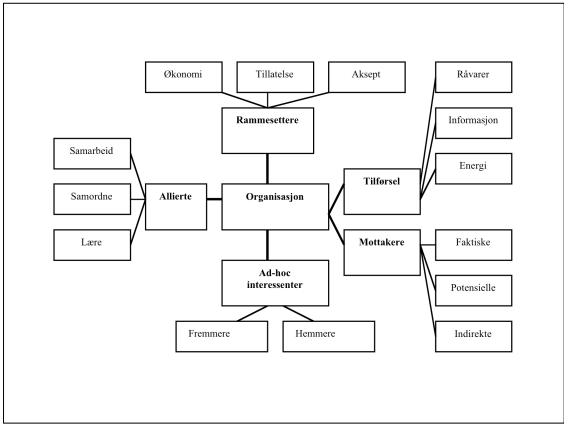 Økonomi
Tillatelse
Aksept
Råvarer
Rammesettere
Informasjon
Samarbeid
Energi
Tilførsel
Samordne
Allierte
Organisasjon
Lære
Mottakere
Faktiske
Ad-hoc
interessenter
Potensielle
Fremmere
Hemmere
Indirekte